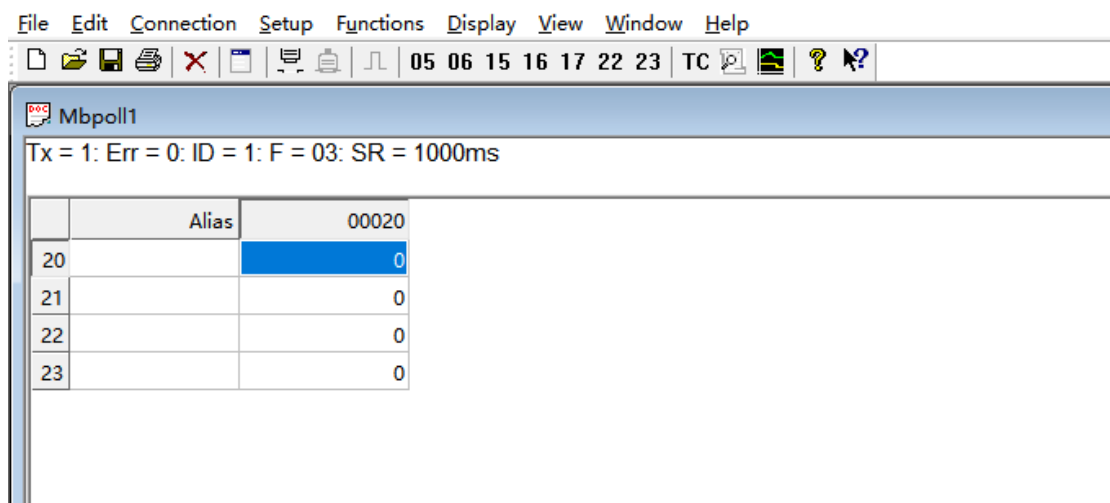 File Edit Connection Setup Functions Display View Window Help
05 06 15 16 17 22 23 TC ? ?
DOC Mbpoll1
Tx = 1: Err = 0: ID = 1: F = 03: SR = 1000ms
Alias 00020
20 0
21 0
22 0
23 0